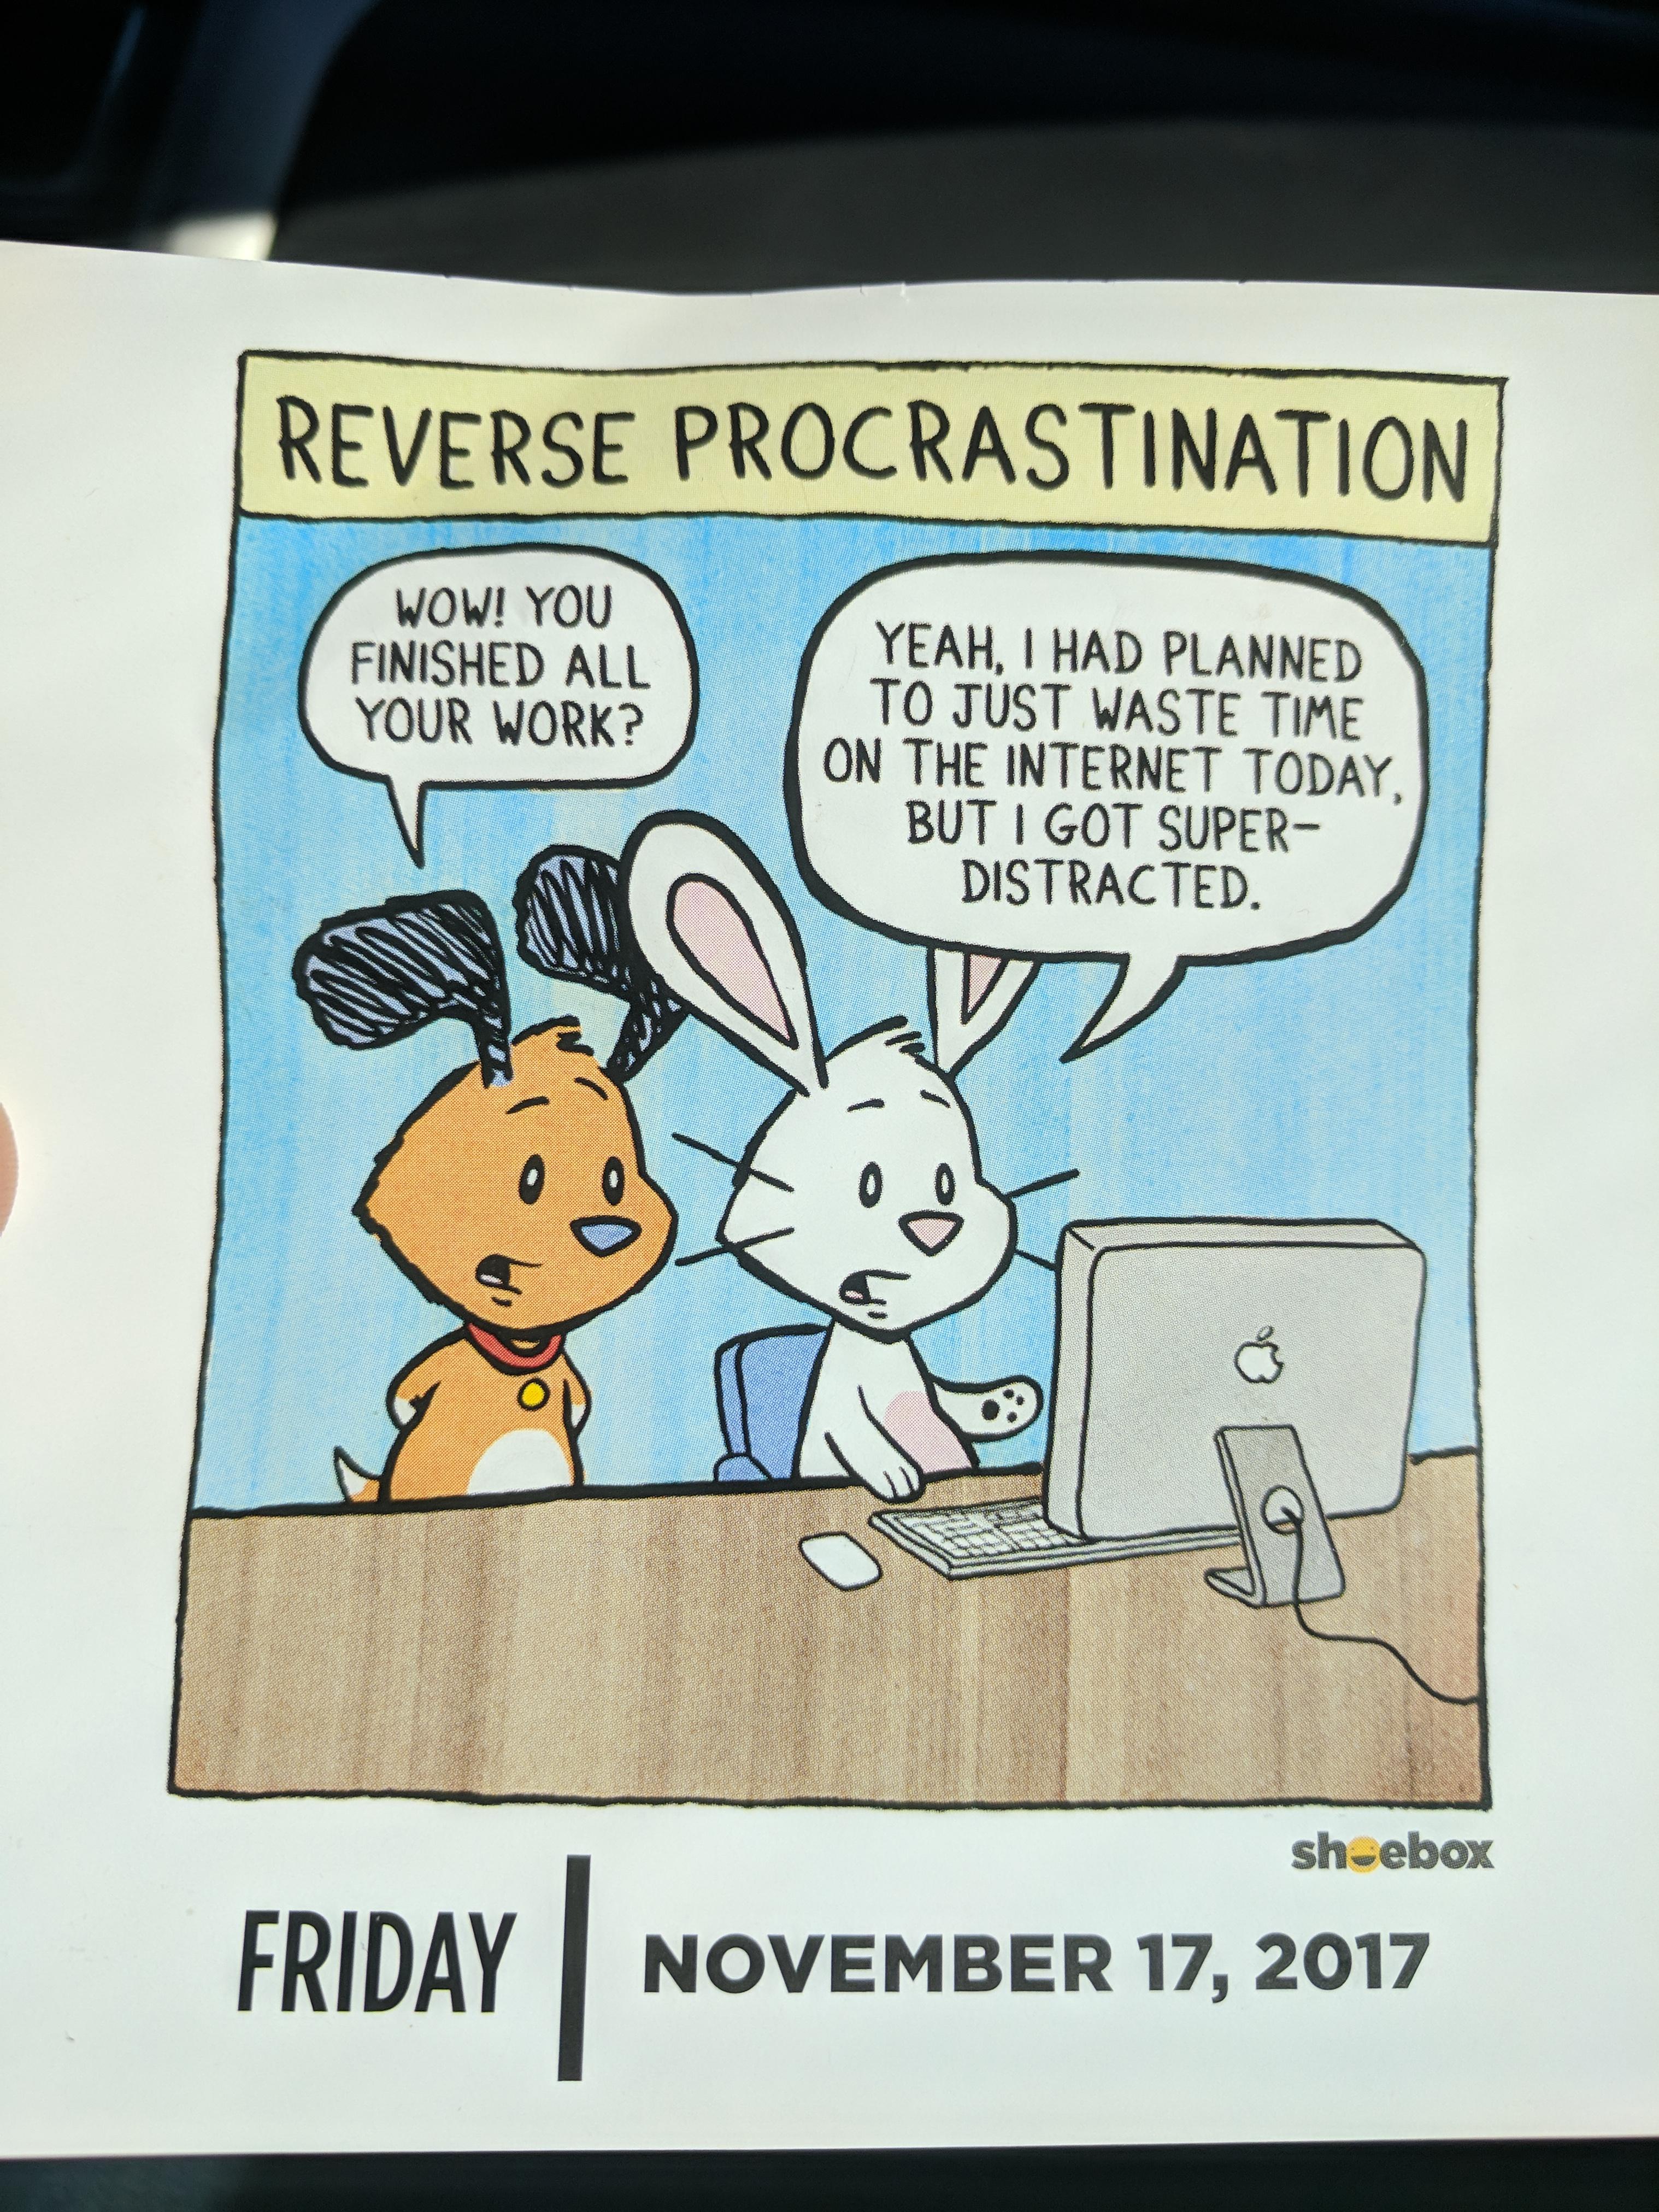 REVERSE PROCRASTINATION
WOW! YOU
FINISHED ALL
YOUR WORK?
YEAH, I HAD PLANNED
TO JUST WASTE TIME
ON THE INTERNET TODAY,
BUT I GOT SUPER-
DISTRACTED.
shoebox
FRIDAY
NOVEMBER 17, 2017